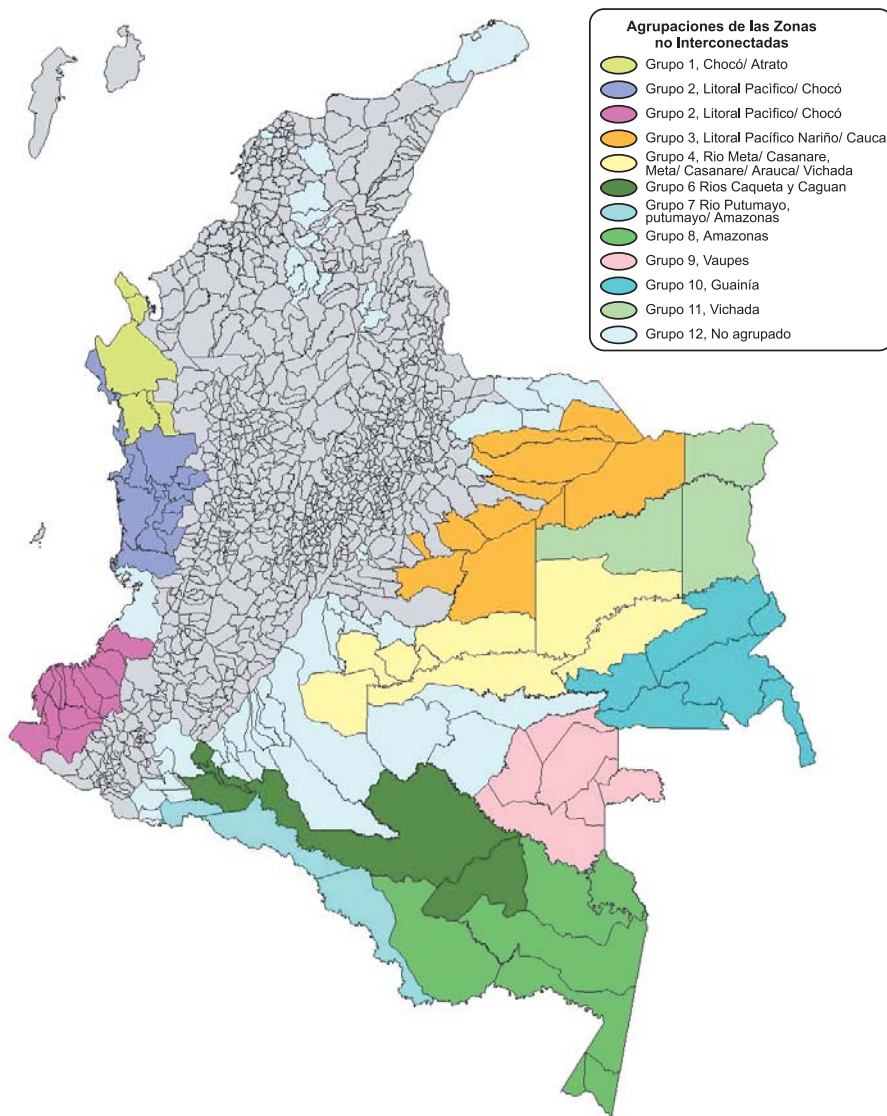 Agrupaciones de las Zonas
no Interconectadas
Grupo 1, Chocó/ Atrato
Grupo 2, Litoral Pacìfico/ Chocó
Grupo 2, Litoral Pacìfico/ Chocó
Grupo 3, Litoral Pacífico Nariño/ Cauca
Grupo 4, Rio Meta/ Casanare,
Meta/ Casanare/ Arauca/ Vichada
Grupo 6 Rios Caqueta y Caguan
Grupo 7 Rio Putumayo,
putumayo/ Amazonas
Grupo 8, Amazonas
Grupo 9, Vaupes
Grupo 10, Guainía
Grupo 11, Vichada
Grupo 12, No agrupado